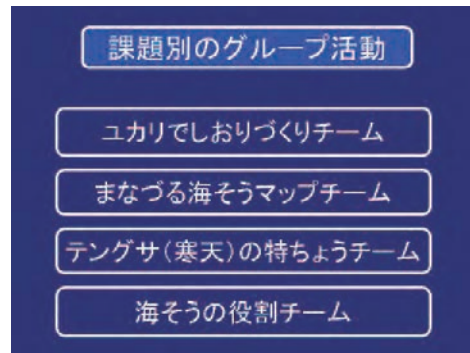 課題別のグループ活動
ユカリでしおりづくりチーム
まなづる海そうマップチーム
テングサ(寒天)の特ちょうチーム
海そうの役割チーム